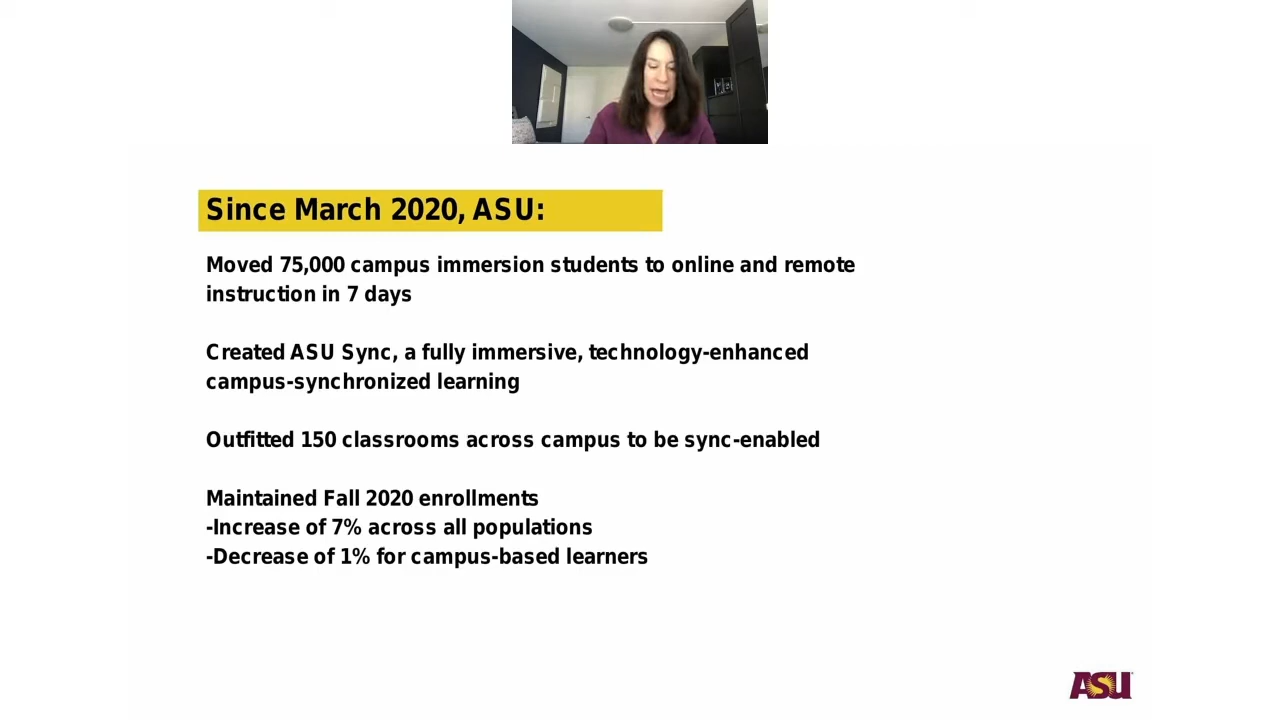 Since March 2020, ASU:
Moved 75,000 campus immersion students to online and remote
instruction in 7 days
Created ASU Sync, a fully immersive, technology-enhanced
campus-synchronized learning
Outfitted 150 classrooms across campus to be sync-enabled
Maintained Fall 2020 enrollments
-Increase of 7% across all populations
-Decrease of 1% for campus-based learners
ASU